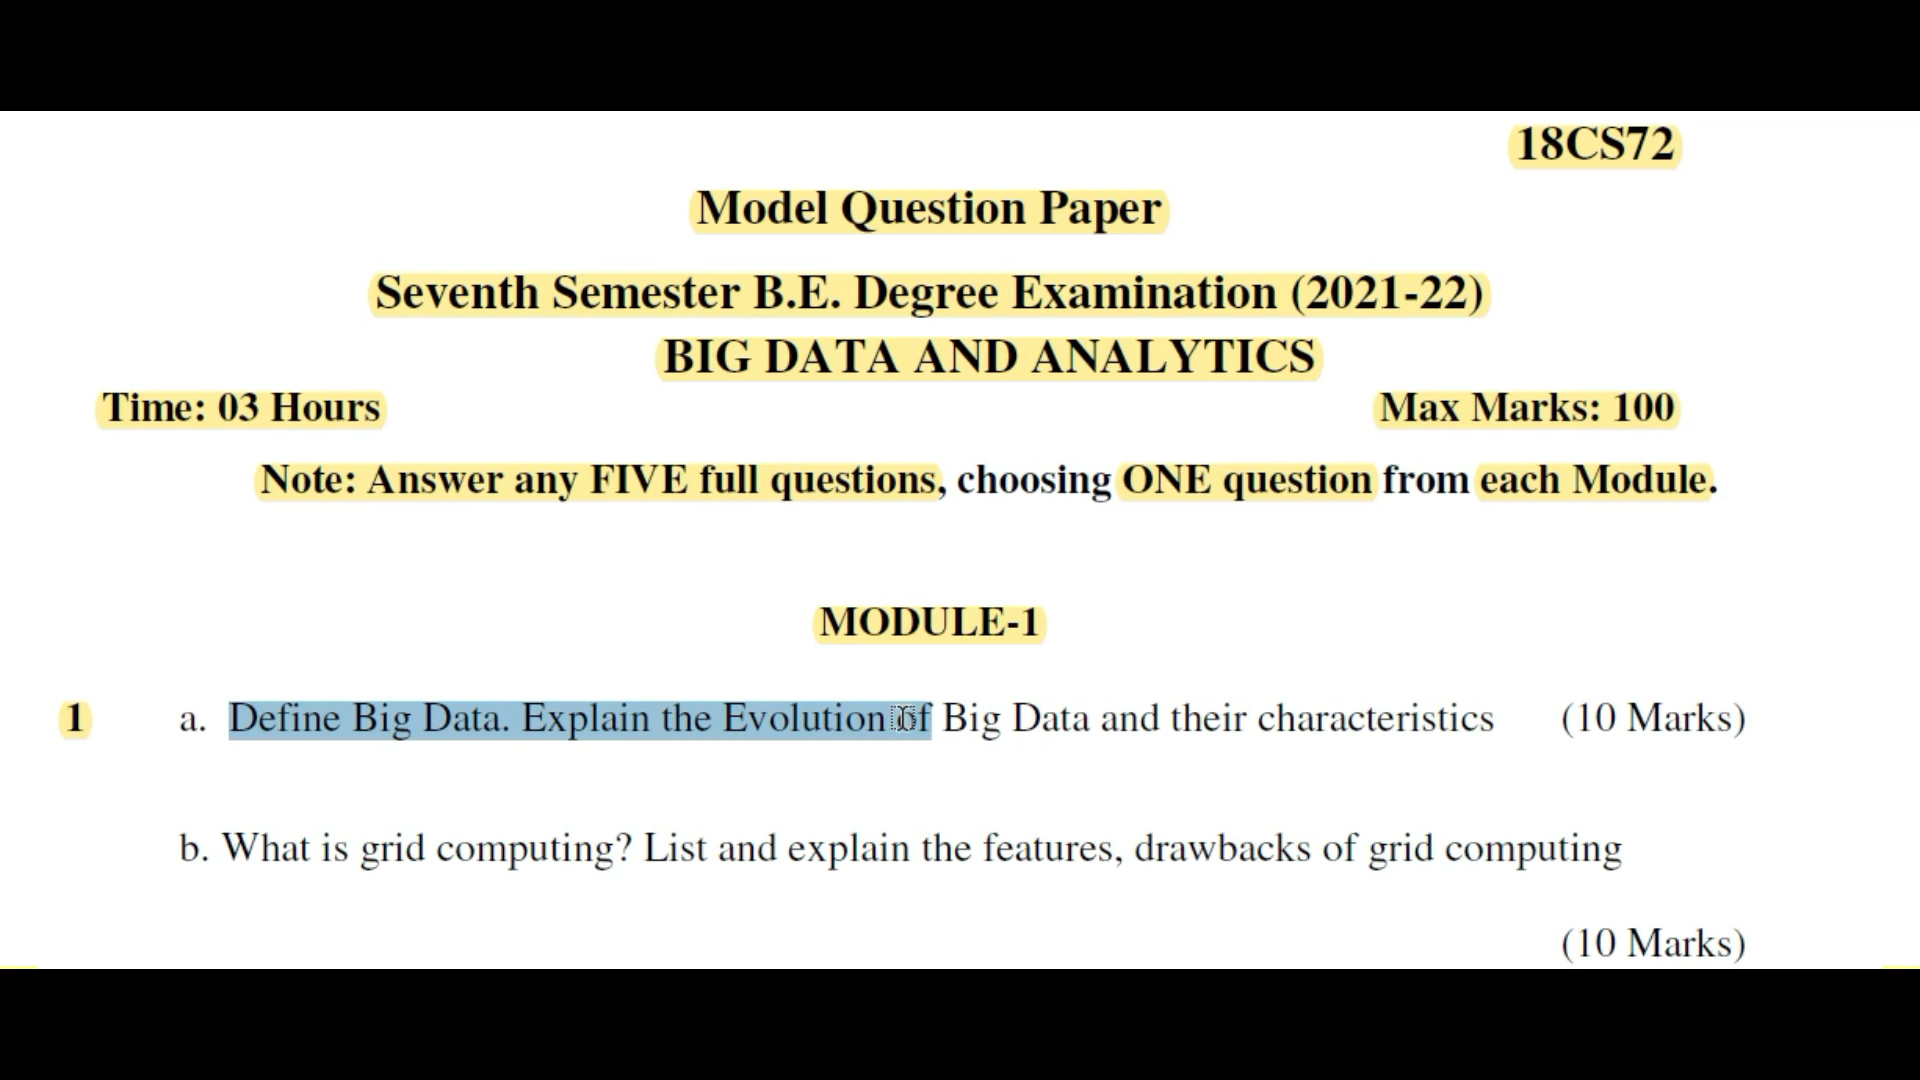 18CS72
Model Question Paper
Seventh Semester B.E. Degree Examination (2021-22)
BIG DATA AND ANALYTICS
Time: 03 Hours Max Marks: 100
Note: Answer any FIVE full questions, choosing ONE question from each Module.
MODULE-1
1 a. Define Big Data. Explain the Evolution of Big Data and their characteristics (10 Marks)
b. What is grid computing? List and explain the features, drawbacks of grid computing
(10 Marks)